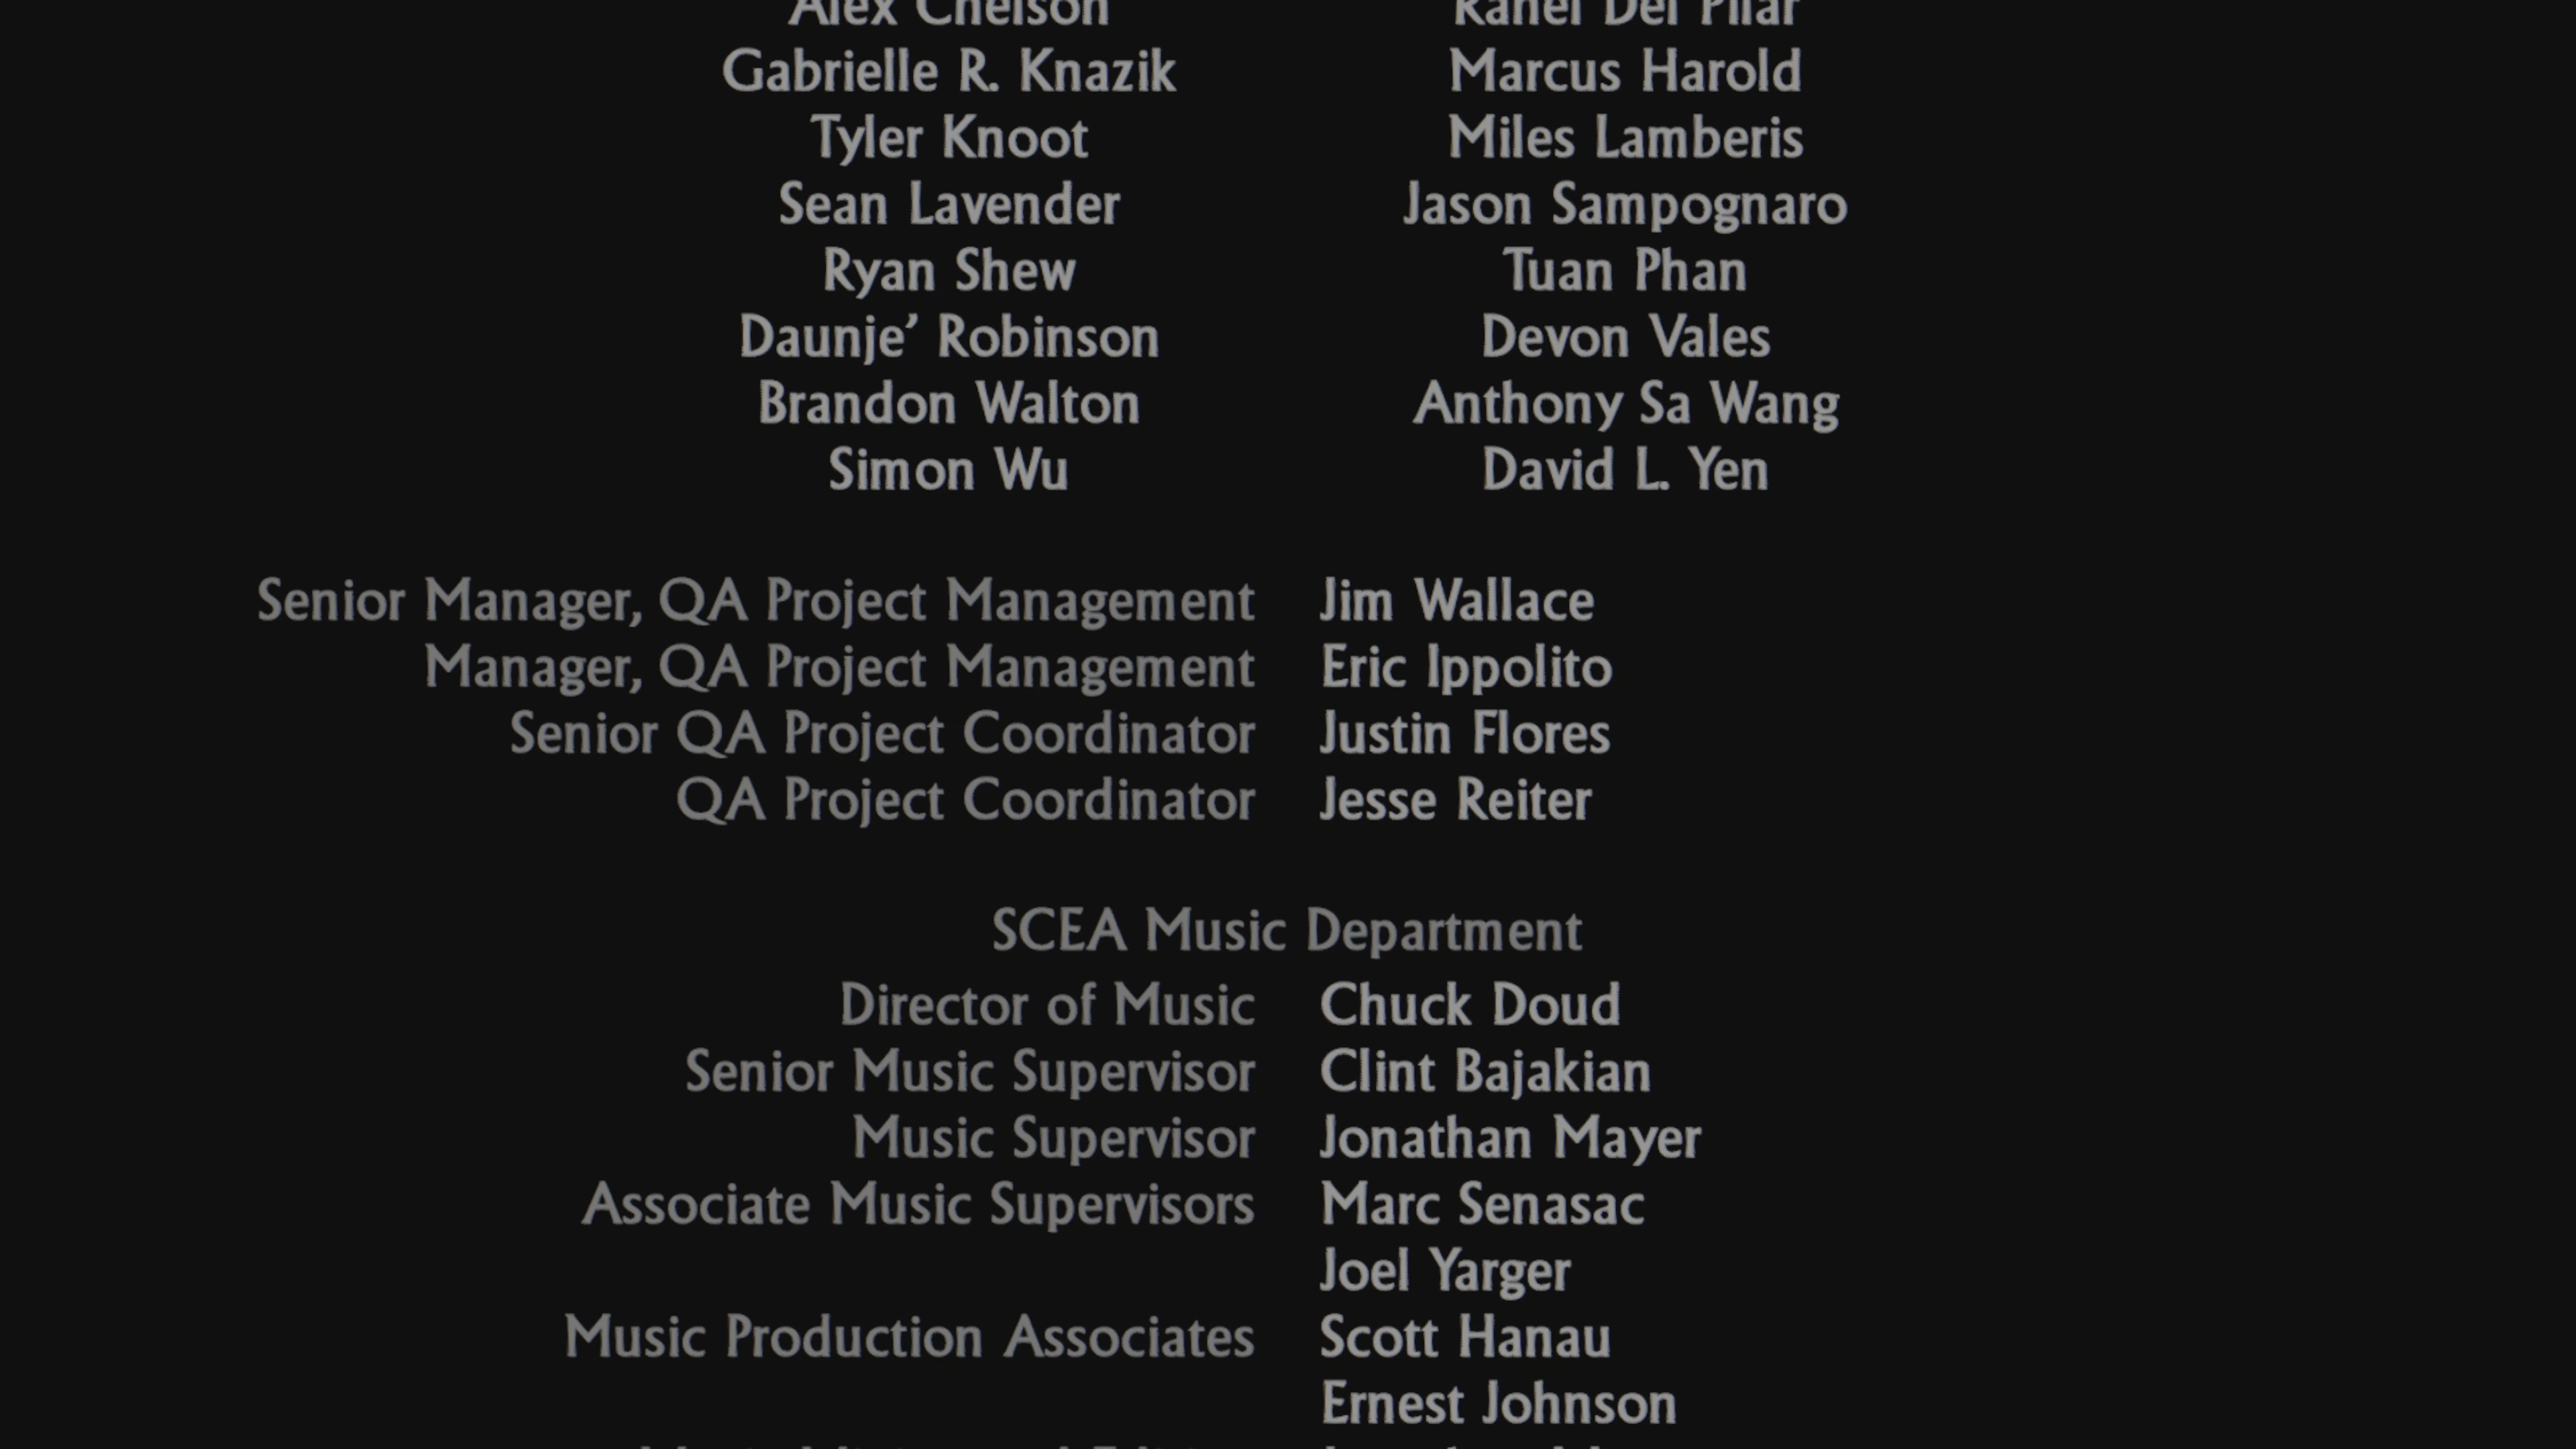 Gabrielle R. Knazik Marcus Harold
Tyler Knoot Miles Lamberis
Sean Lavender Jason Sampognaro
Ryan Shew Tuan Phan
Daunje’ Robinson Devon Vales
Brandon Walton Anthony Sa Wang
Simon Wu David L. Yen
Senior Manager, QA Project Management Jim Wallace
Manager, QA Project Management Eric Ippolito
Senior QA Project Coordinator Justin Flores
QA Project Coordinator Jesse Reiter
SCEA Music Department
Director of Music Chuck Doud
Senior Music Supervisor Clint Bajakian
Music Supervisor Jonathan Mayer
Associate Music Supervisors Marc Senasac
Joel Yarger
Music Production Associates Scott Hanau
Ernest Johnson